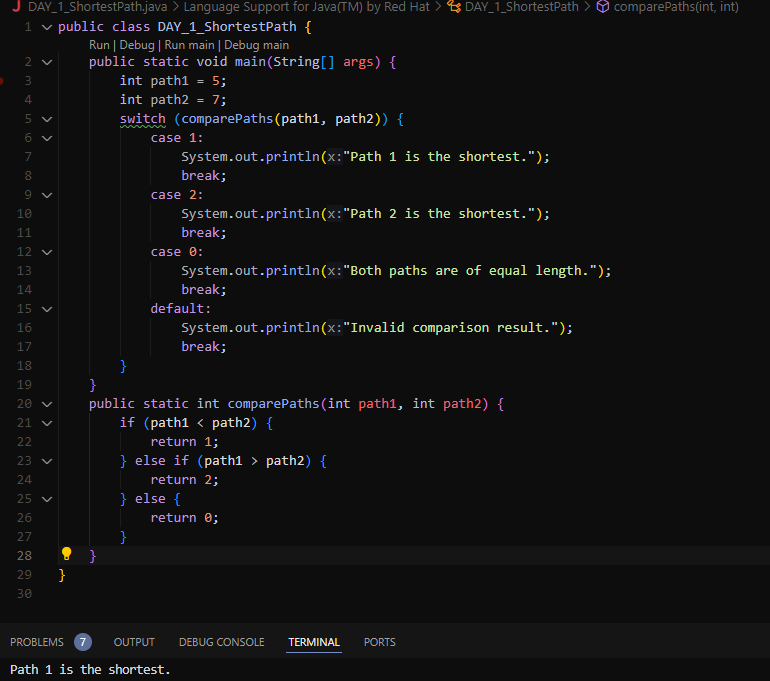 DAY_1_ShortestPath.java > Language Support for Java(TM) by Red Hat > DAY_1_ShortestPath > comparePaths(int, int)
1 public class DAY_1_ShortestPath {
Run | Debug | Run main | Debug main
2 public static void main(String[] args) {
3 int path1 = 5;
4 int path2 = 7;
5 switch (comparePaths(path1, path2)) {
6 case 1:
7 System.out.println(x:"Path 1 is the shortest.");
8 break;
9 case 2:
10 System.out.println(x:"Path 2 is the shortest.");
11 break;
12 case 0:
13 System.out.println(x:"Both paths are of equal length.");
14 break;
15 default:
16 System.out.println(x:"Invalid comparison result.");
17 break;
18 }
19 }
20 public static int comparePaths(int path1, int path2) {
21 if (path1 < path2) {
22 return 1;
23 } else if (path1 > path2) {
24 return 2;
25 } else {
26 return 0;
27 }
28 }
29 }
30
PROBLEMS 7 OUTPUT DEBUG CONSOLE TERMINAL PORTS
Path 1 is the shortest.